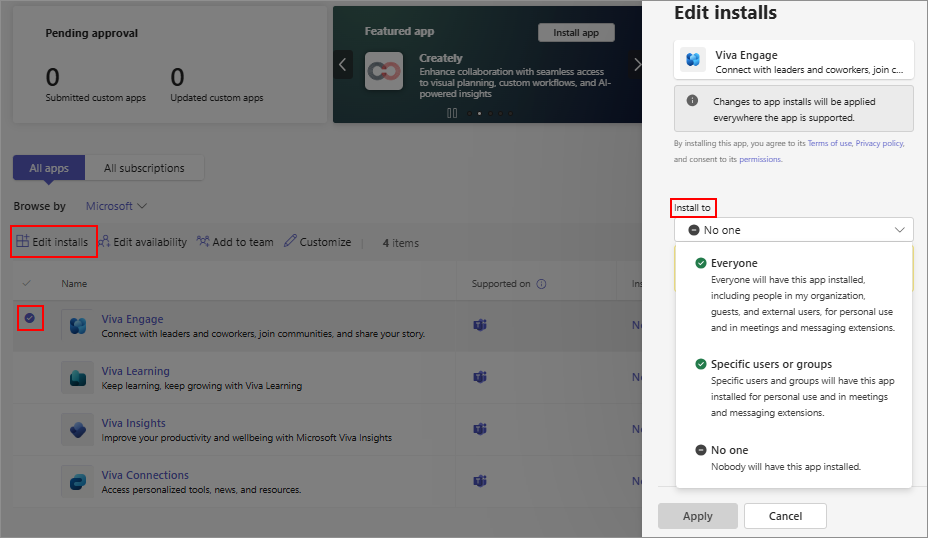 Pending approval
0
0
Submitted custom apps
Updated custom apps
Featured app
Install app
Creately
Enhance collaboration with seamless access
to visual planning, custom workflows, and AI-
powered insights
All apps
All subscriptions
Browse by
Microsoft
Edit installs
Edit availability
Add to team
Customize
4 items
Name
Supported on
Ins
Viva Engage
Connect with leaders and coworkers, join communities, and share your story.
Viva Learning
Keep learning, keep growing with Viva Learning
Viva Insights
Improve your productivity and wellbeing with Microsoft Viva Insights
Viva Connections
Access personalized tools, news, and resources.
Edit installs
Viva Engage
Connect with leaders and coworkers, join c...
Changes to app installs will be applied
everywhere the app is supported.
By installing this app, you agree to its Terms of use, Privacy policy,
and consent to its permissions.
Install to
No one
Everyone
Everyone will have this app installed,
including people in my organization,
guests, and external users, for personal use
and in meetings and messaging extensions.
Specific users or groups
Specific users and groups will have this app
installed for personal use and in meetings
and messaging extensions.
No one
Nobody will have this app installed.
Apply
Cancel